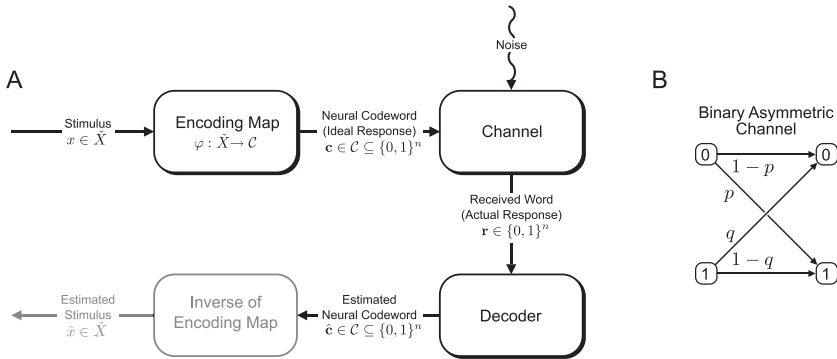 A
Stimulus
x ∈ X̌
Encoding Map
φ : X̌ → 𝒞
Neural Codeword
(Ideal Response)
c ∈ 𝒞 ⊆ {0, 1}ⁿ
Noise
Channel
Received Word
(Actual Response)
r ∈ {0, 1}ⁿ
Decoder
Estimated
Neural Codeword
ĉ ∈ 𝒞 ⊆ {0, 1}ⁿ
Inverse of
Encoding Map
Estimated
Stimulus
x̂ ∈ X̌
B
Binary Asymmetric
Channel
0
0
1 − p
p
q
1 − q
1
1